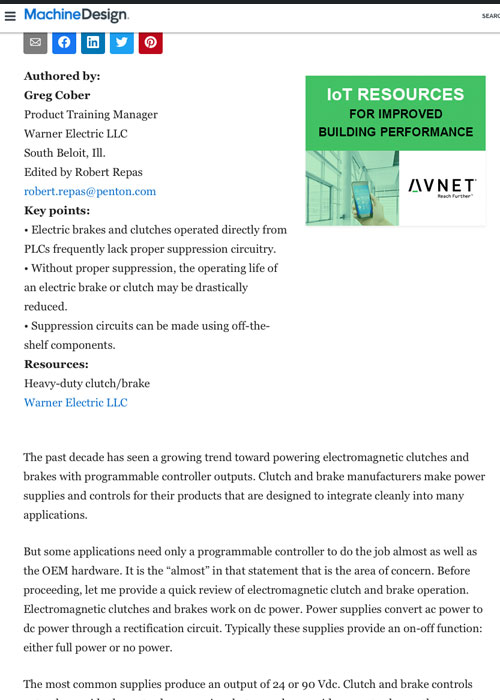 MachineDesign.
SEARC
Authored by:
Greg Cober
Product Training Manager
Warner Electric LLC
South Beloit, Ill.
Edited by Robert Repas
robert.repas@penton.com
Key points:
• Electric brakes and clutches operated directly from
PLCs frequently lack proper suppression circuitry.
• Without proper suppression, the operating life of
an electric brake or clutch may be drastically
reduced.
• Suppression circuits can be made using off-the-
shelf components.
Resources:
Heavy-duty clutch/brake
Warner Electric LLC
IoT RESOURCES
FOR IMPROVED
BUILDING PERFORMANCE
AVNET
Reach Further™
The past decade has seen a growing trend toward powering electromagnetic clutches and
brakes with programmable controller outputs. Clutch and brake manufacturers make power
supplies and controls for their products that are designed to integrate cleanly into many
applications.
But some applications need only a programmable controller to do the job almost as well as
the OEM hardware. It is the “almost” in that statement that is the area of concern. Before
proceeding, let me provide a quick review of electromagnetic clutch and brake operation.
Electromagnetic clutches and brakes work on dc power. Power supplies convert ac power to
dc power through a rectification circuit. Typically these supplies provide an on-off function:
either full power or no power.
The most common supplies produce an output of 24 or 90 Vdc. Clutch and brake controls